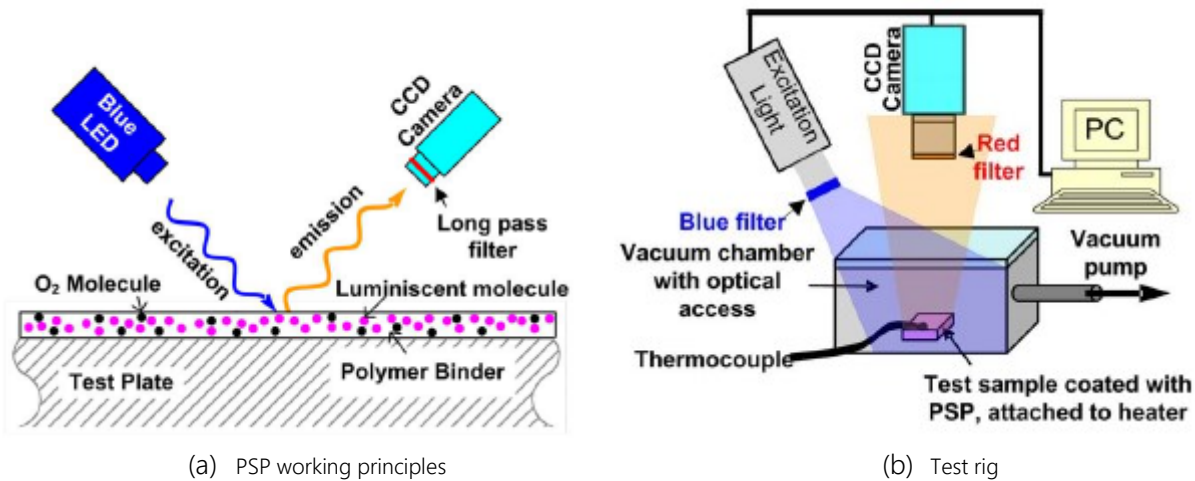 Blue
LED
CCD
Camera
excitation
emission
Long pass
filter
O₂ Molecule
Luminiscent molecule
Test Plate
Polymer Binder
(a) PSP working principles
Excitation
Light
CCD
Camera
PC
Red
filter
Blue filter
Vacuum chamber
with optical
access
Vacuum
pump
Thermocouple
Test sample coated with
PSP, attached to heater
(b) Test rig